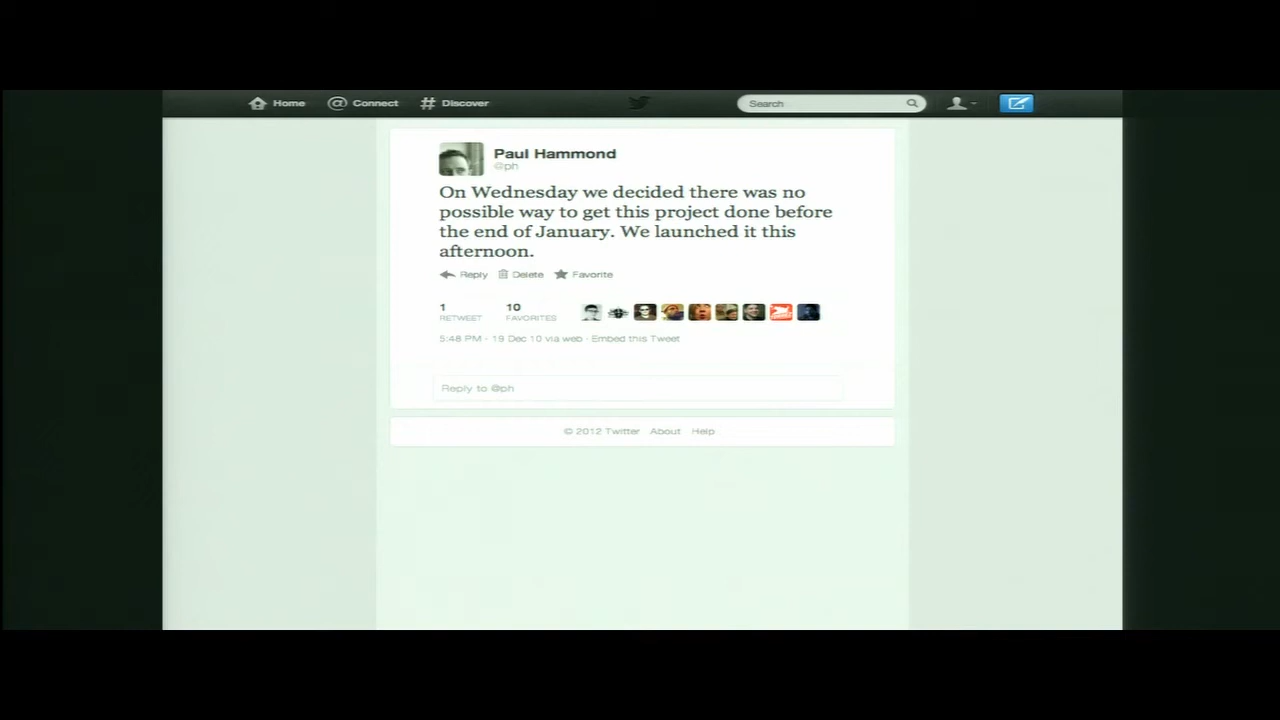 Home Connect Discover Search
Paul Hammond
@ph
On Wednesday we decided there was no
possible way to get this project done before
the end of January. We launched it this
afternoon.
Reply Delete Favorite
1 10
RETWEET FAVORITES
5:48 PM - 19 Dec 10 via web · Embed this Tweet
Reply to @ph
© 2012 Twitter About Help